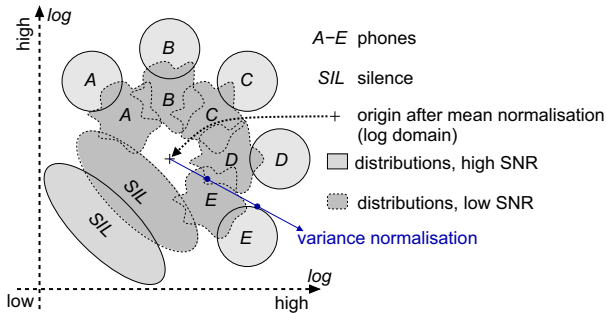 high
log
A–E phones
SIL silence
+ origin after mean normalisation
(log domain)
distributions, high SNR
distributions, low SNR
variance normalisation
A
B
C
A
B
C
D
D
E
E
SIL
SIL
+
log
low
high